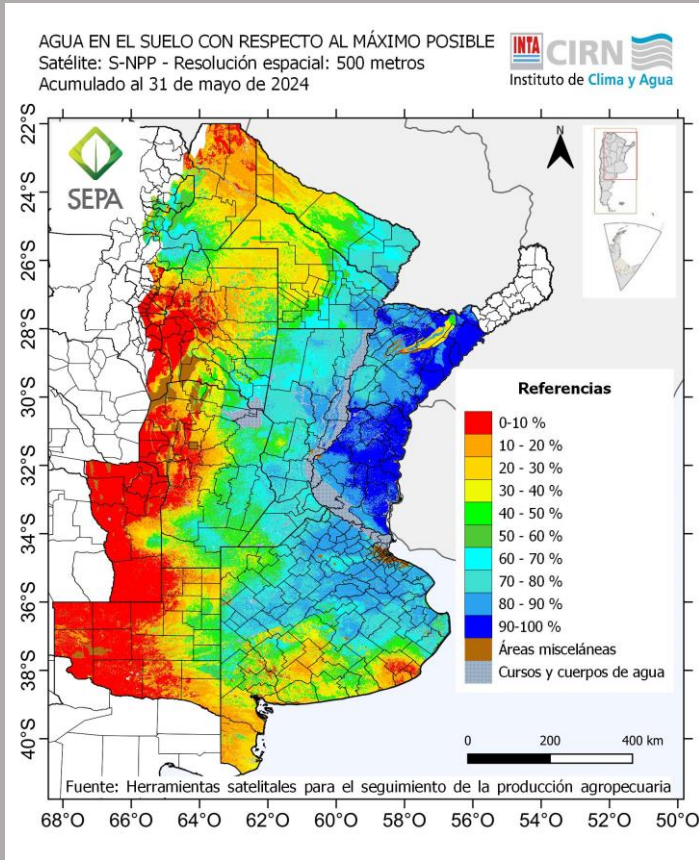 AGUA EN EL SUELO CON RESPECTO AL MÁXIMO POSIBLE
Satélite: S-NPP - Resolución espacial: 500 metros
Acumulado al 31 de mayo de 2024
INTA CIRN
Instituto de Clima y Agua
SEPA
N
22°S
24°S
26°S
28°S
30°S
32°S
34°S
36°S
38°S
40°S
Referencias
0-10 %
10 - 20 %
20 - 30 %
30 - 40 %
40 - 50 %
50 - 60 %
60 - 70 %
70 - 80 %
80 - 90 %
90-100 %
Áreas misceláneas
Cursos y cuerpos de agua
0 200 400 km
Fuente: Herramientas satelitales para el seguimiento de la producción agropecuaria
68°O 66°O 64°O 62°O 60°O 58°O 56°O 54°O 52°O 50°O